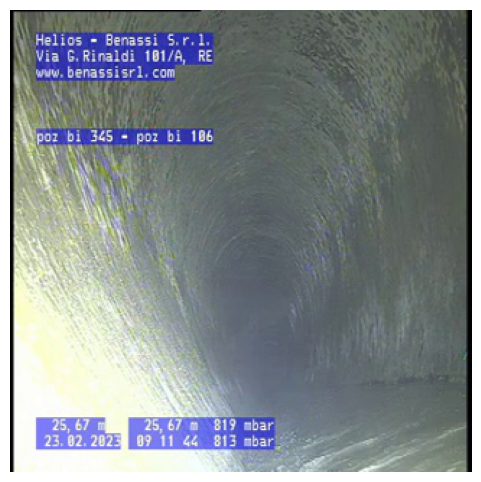 Helios - Benassi S.r.l.
Via G.Rinaldi 101/A, RE
www.benassisrl.com
poz bi 345 - poz bi 106
25,67 m 25,67 m 819 mbar
23.02.2023 09 11 44 813 mbar